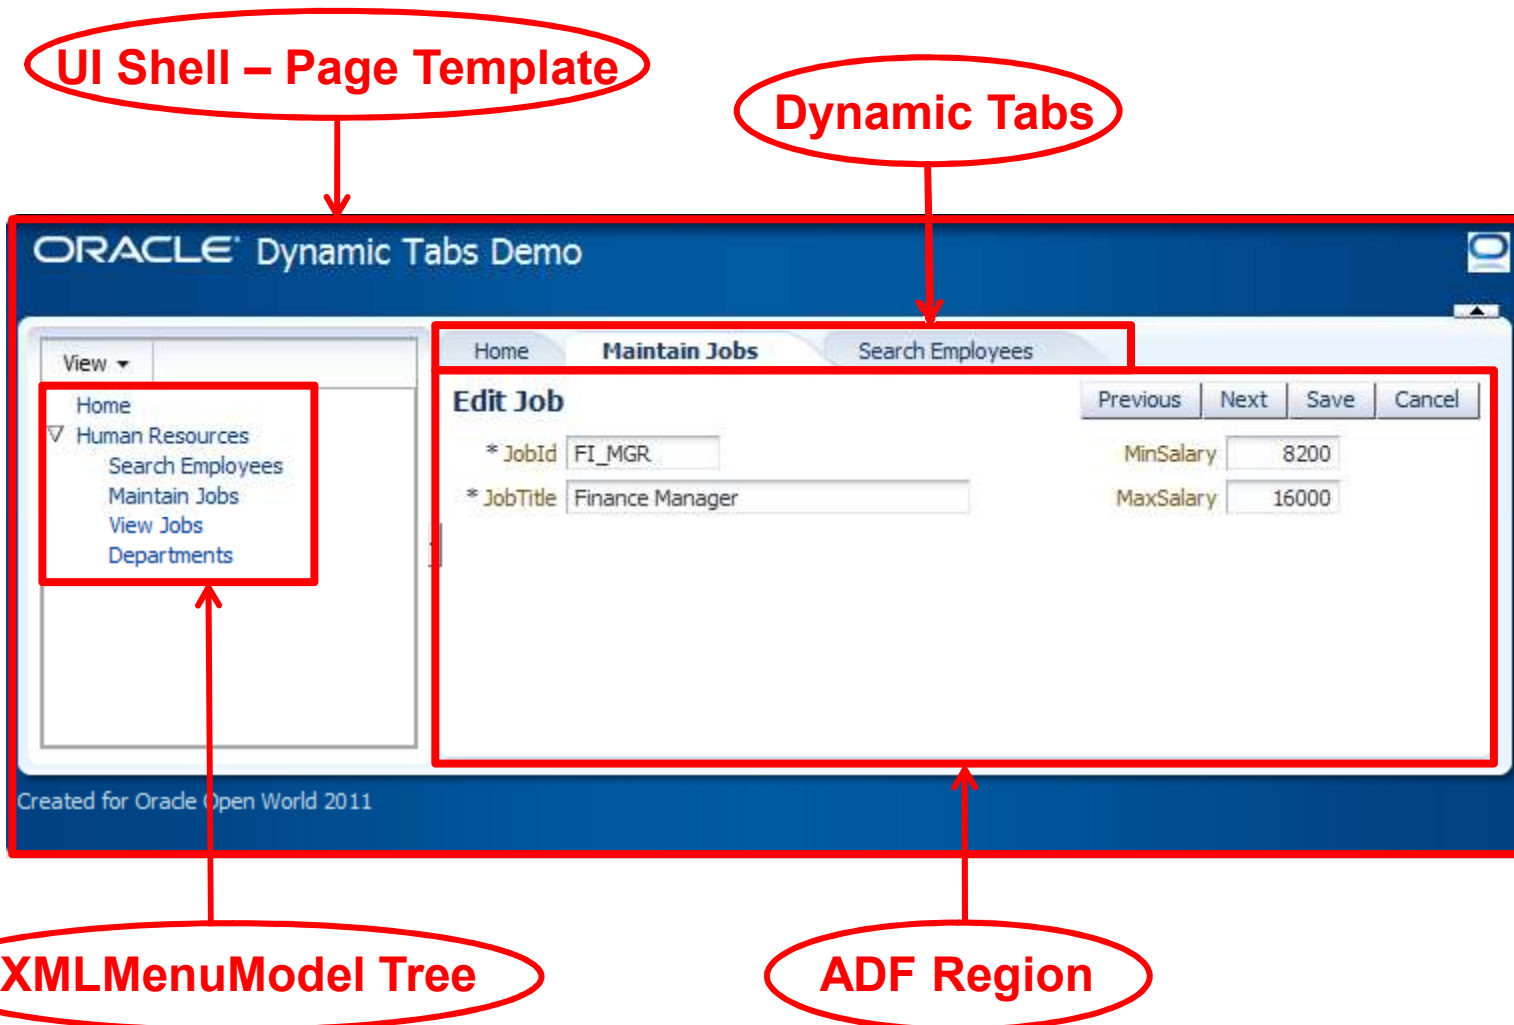 UI Shell – Page Template
Dynamic Tabs
ORACLE Dynamic Tabs Demo
View
Home
Human Resources
Search Employees
Maintain Jobs
View Jobs
Departments
Home Maintain Jobs Search Employees
Edit Job Previous Next Save Cancel
* JobId FI_MGR MinSalary 8200
* JobTitle Finance Manager MaxSalary 16000
Created for Oracle Open World 2011
XMLMenuModel Tree
ADF Region